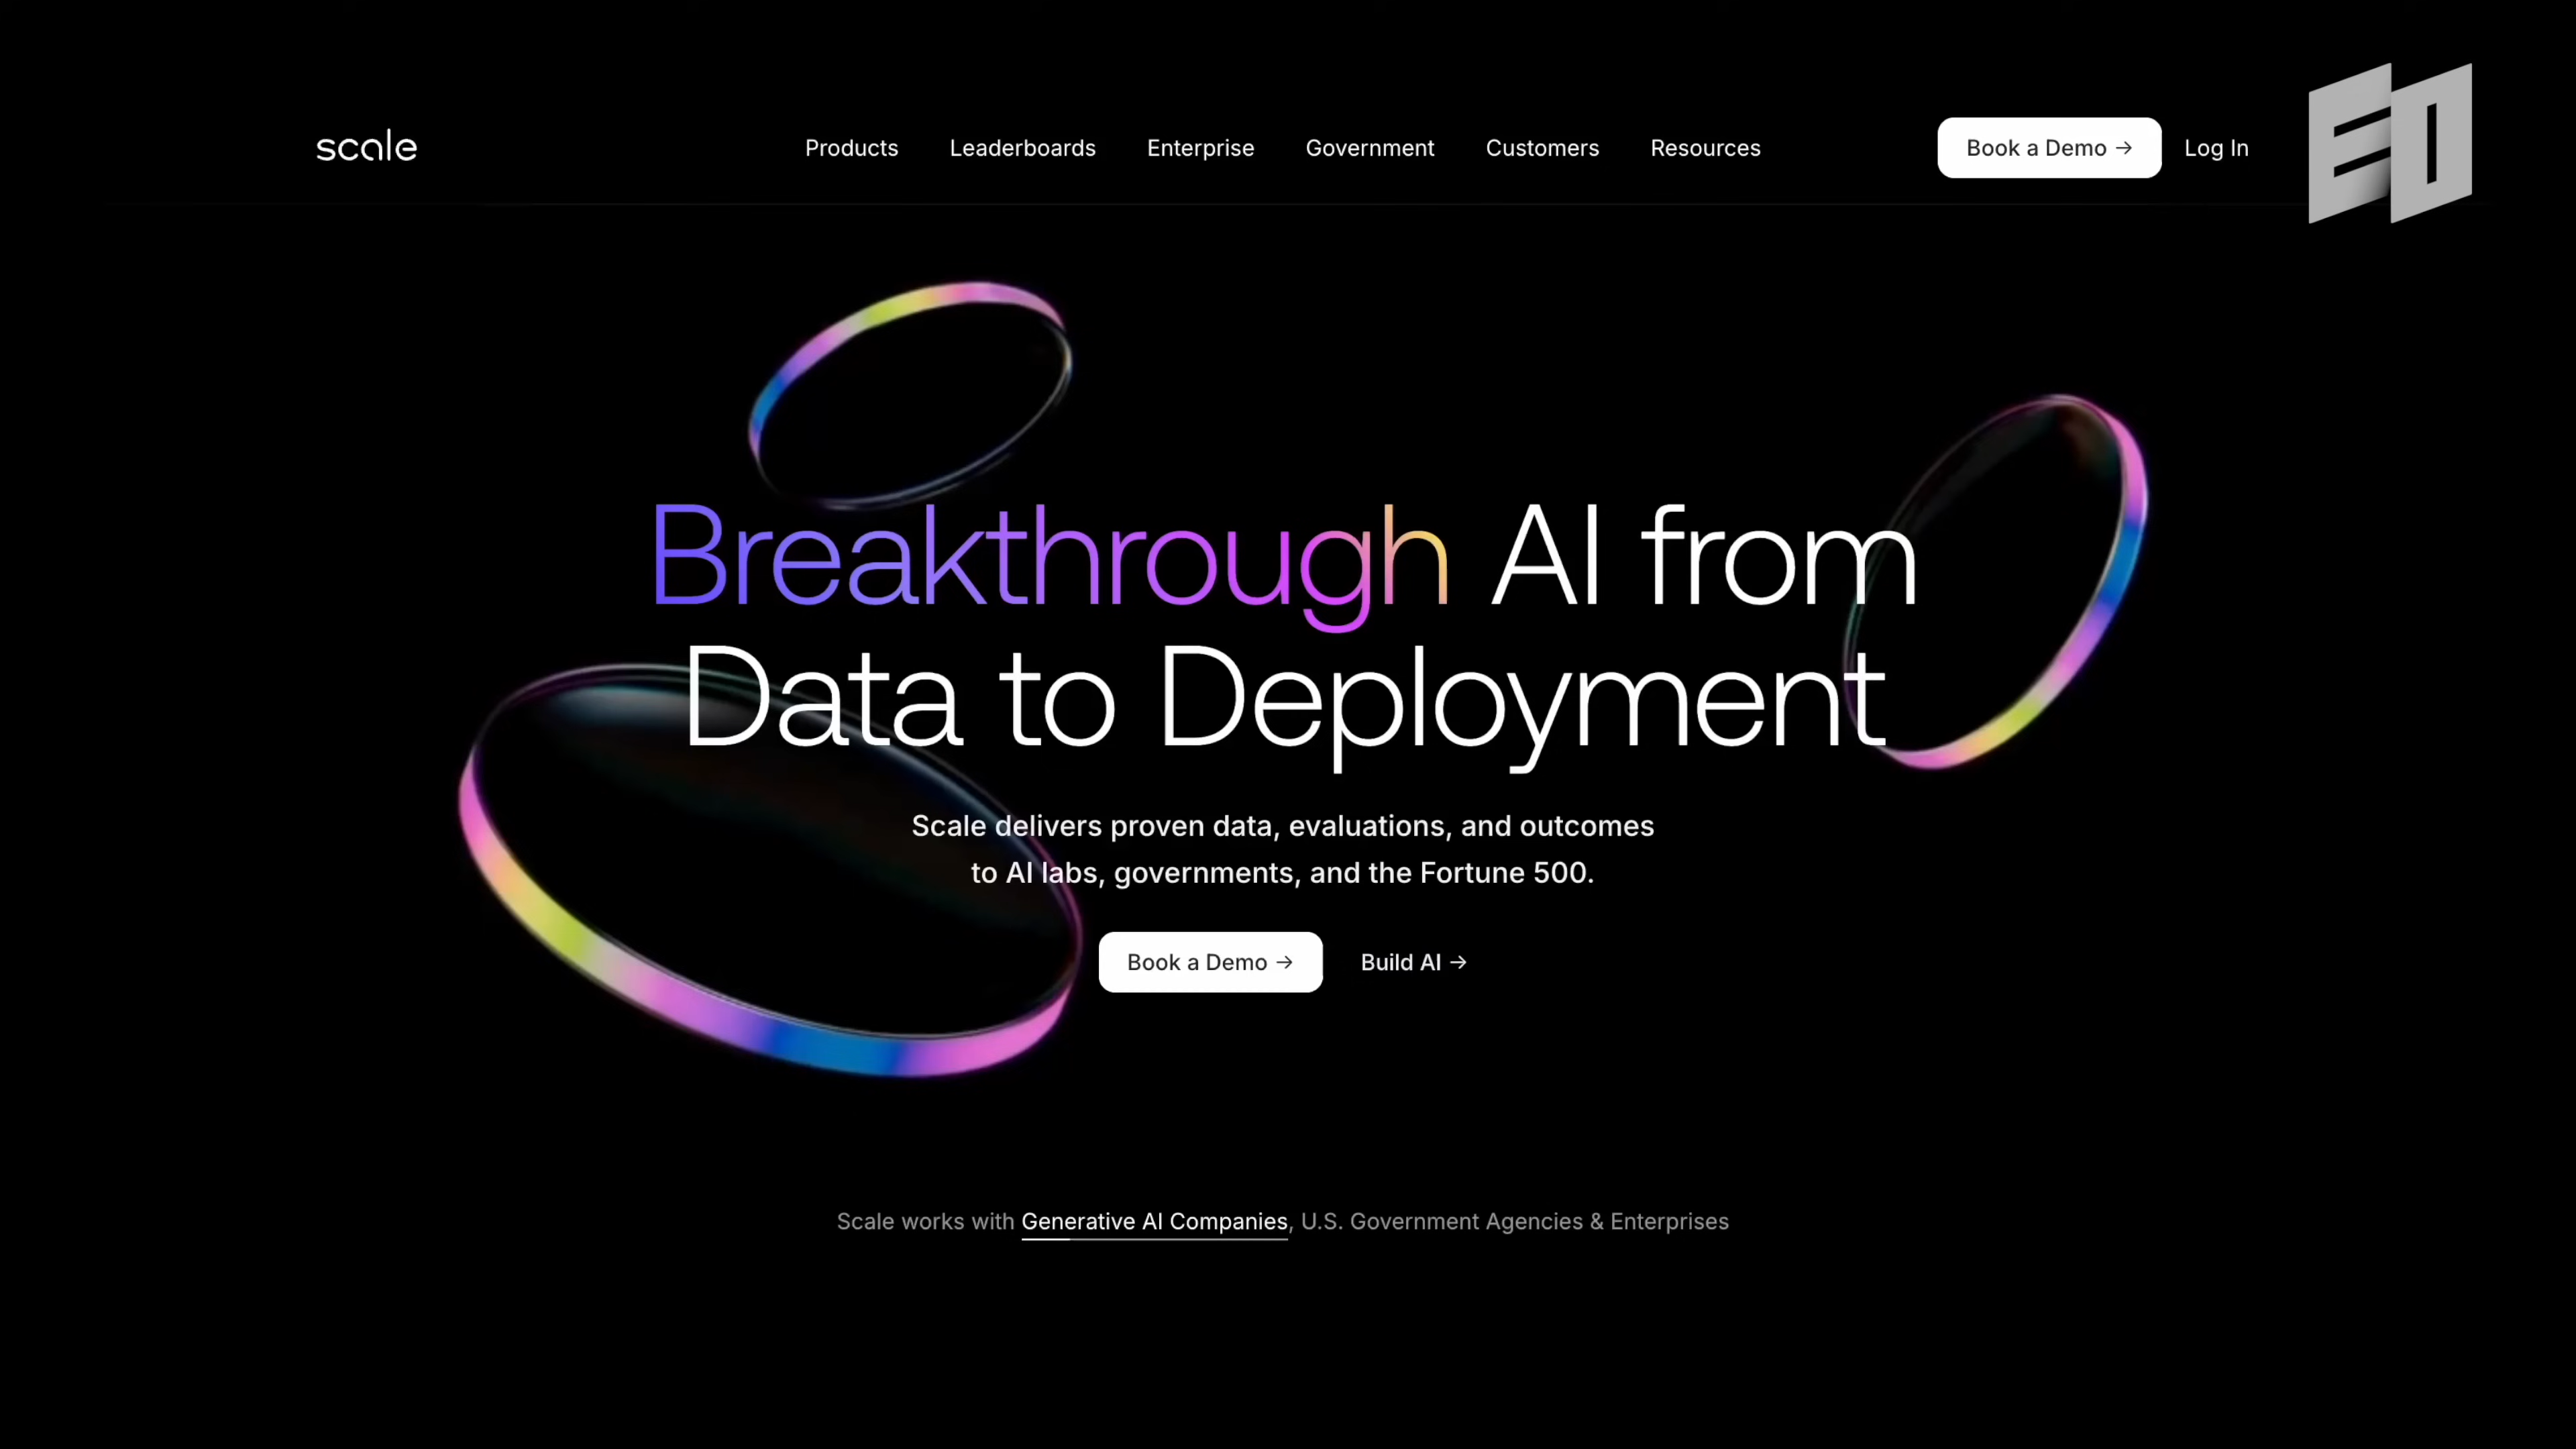 scale
Products
Leaderboards
Enterprise
Government
Customers
Resources
Book a Demo →
Log In
EO
Breakthrough AI from
Data to Deployment
Scale delivers proven data, evaluations, and outcomes
to AI labs, governments, and the Fortune 500.
Book a Demo →
Build AI →
Scale works with Generative AI Companies, U.S. Government Agencies & Enterprises